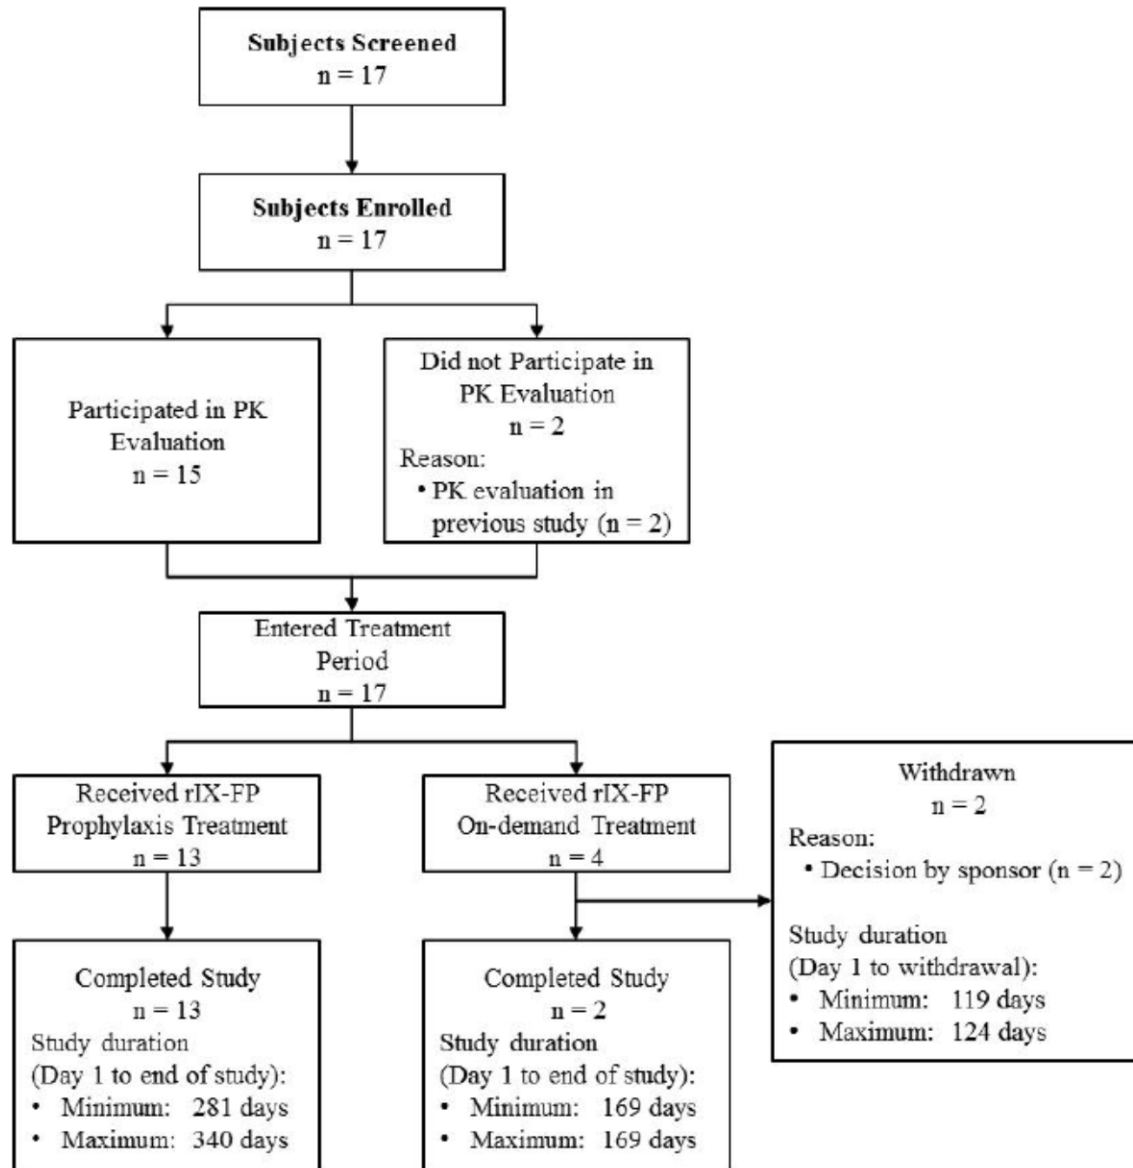 Subjects Screened
n = 17
Subjects Enrolled
n = 17
Participated in PK
Evaluation
n = 15
Did not Participate in
PK Evaluation
n = 2
Reason:
• PK evaluation in
previous study (n = 2)
Entered Treatment
Period
n = 17
Received rIX-FP
Prophylaxis Treatment
n = 13
Received rIX-FP
On-demand Treatment
n = 4
Withdrawn
n = 2
Reason:
• Decision by sponsor (n = 2)
Study duration
(Day 1 to withdrawal):
• Minimum: 119 days
• Maximum: 124 days
Completed Study
n = 13
Study duration
(Day 1 to end of study):
• Minimum: 281 days
• Maximum: 340 days
Completed Study
n = 2
Study duration
(Day 1 to end of study):
• Minimum: 169 days
• Maximum: 169 days